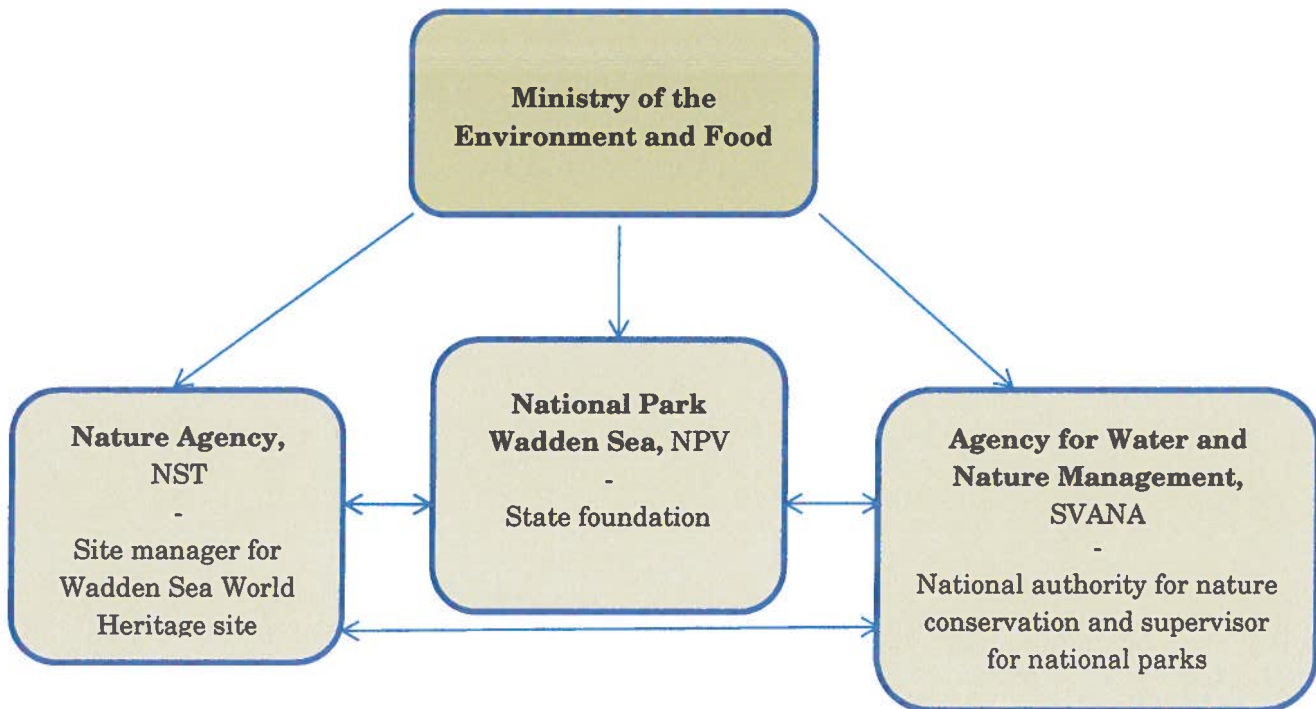 Ministry of the
Environment and Food
Nature Agency,
NST
-
Site manager for
Wadden Sea World
Heritage site
National Park
Wadden Sea, NPV
-
State foundation
Agency for Water and
Nature Management,
SVANA
-
National authority for nature
conservation and supervisor
for national parks